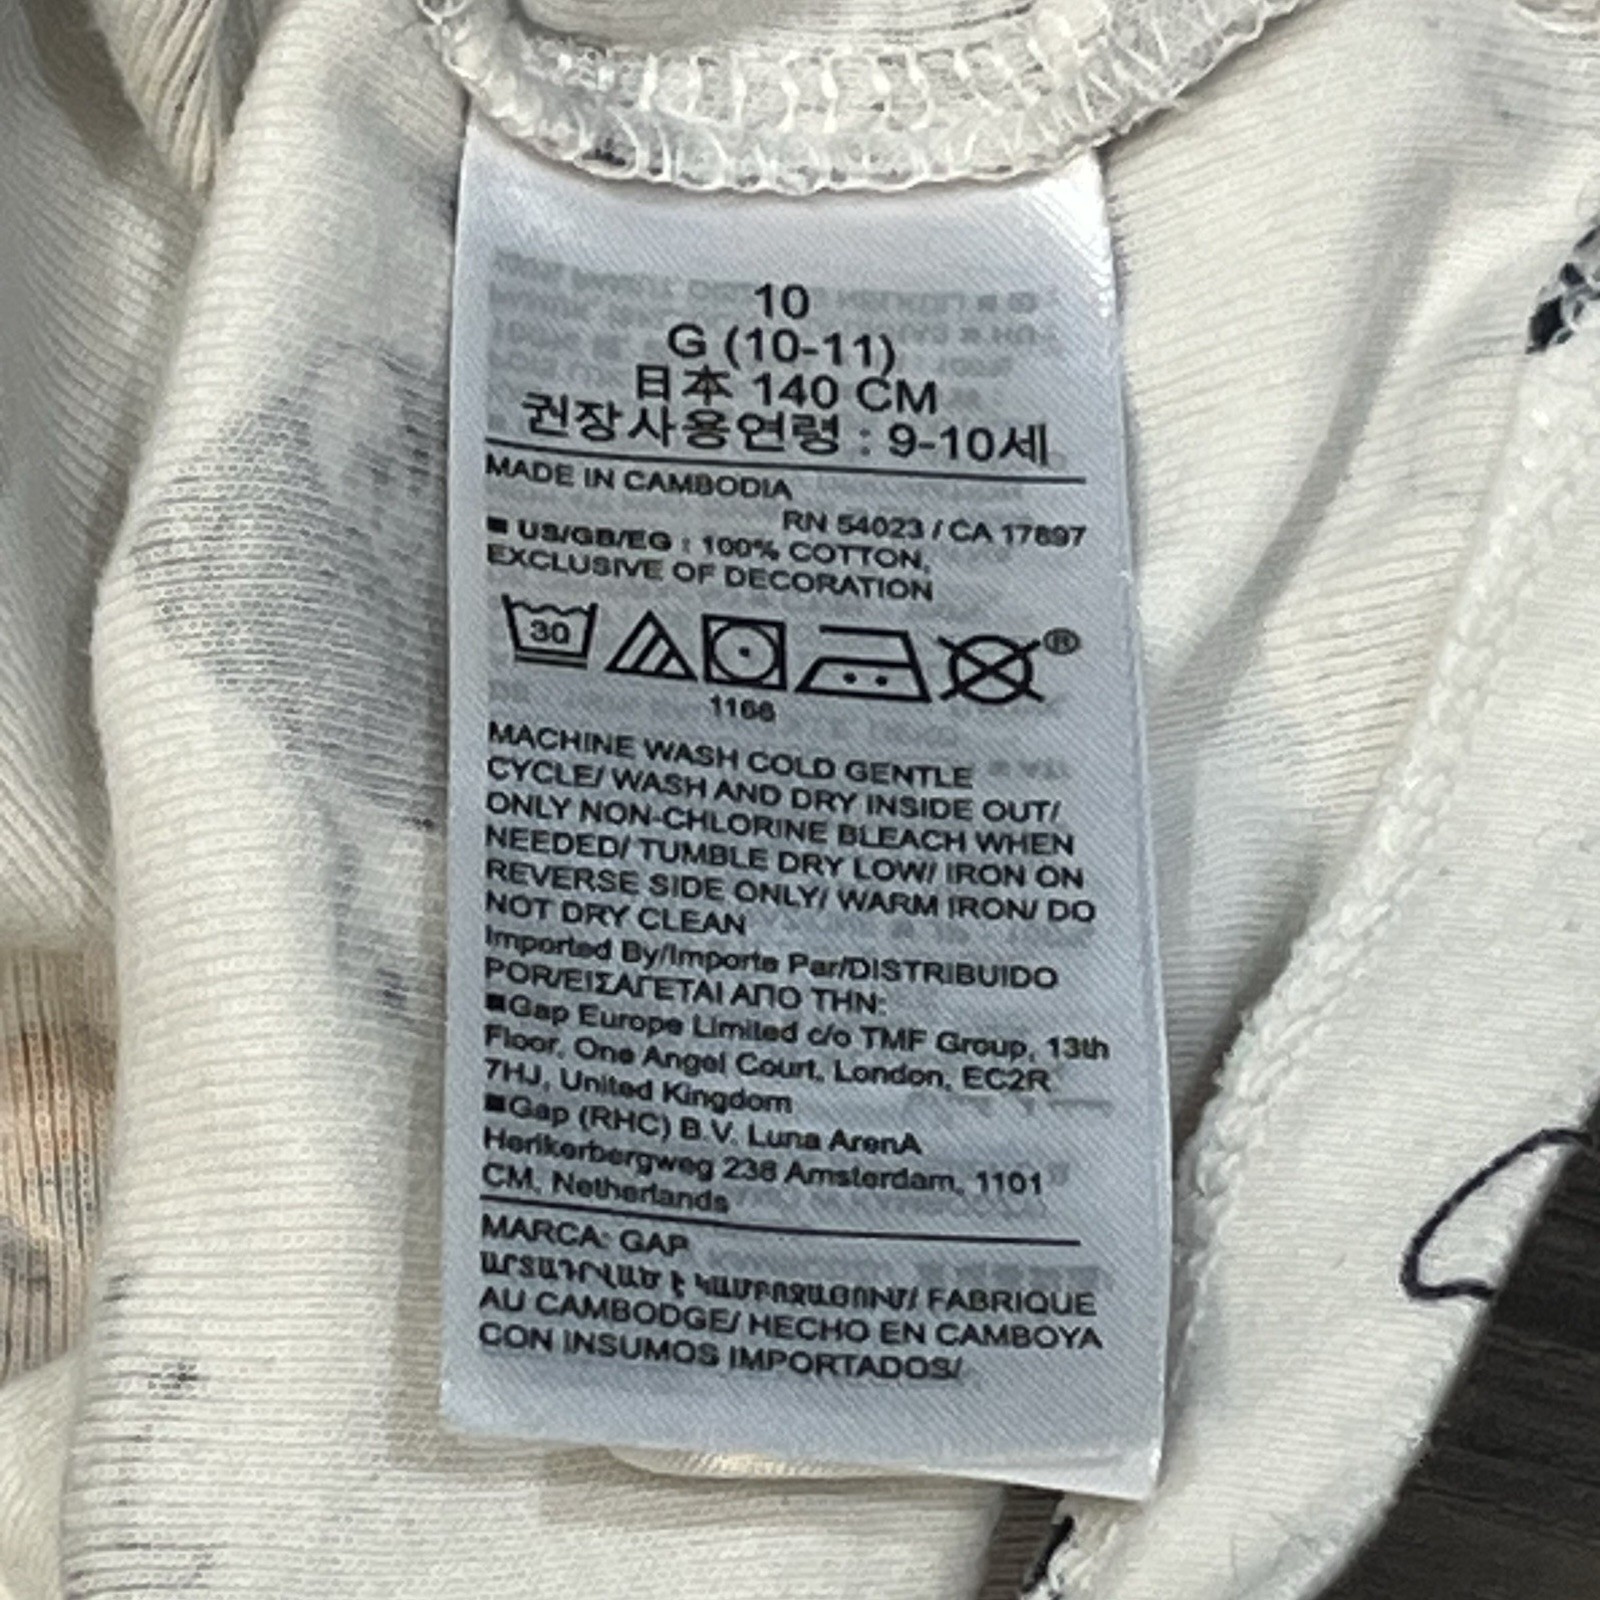 10
G (10-11)
日本 140 CM
권장사용연령 : 9-10세
MADE IN CAMBODIA
RN 54023 / CA 17897
■ US/GB/EG : 100% COTTON,
EXCLUSIVE OF DECORATION
30 ®
1166
MACHINE WASH COLD GENTLE
CYCLE/ WASH AND DRY INSIDE OUT/
ONLY NON-CHLORINE BLEACH WHEN
NEEDED/ TUMBLE DRY LOW/ IRON ON
REVERSE SIDE ONLY/ WARM IRON/ DO
NOT DRY CLEAN
Imported By/Importe Par/DISTRIBUIDO
POR/ΕΙΣΑΓΕΤΑΙ ΑΠΟ ΤΗΝ:
■Gap Europe Limited c/o TMF Group, 13th
Floor, One Angel Court, London, EC2R
7HJ, United Kingdom
■Gap (RHC) B.V. Luna ArenA
Herikerbergweg 238 Amsterdam, 1101
CM, Netherlands
MARCA: GAP
ԱՐՏԱԴՐՎԱԾ Է ԿԱՄԲՈՋԱՅՈՒՄ/ FABRIQUE
AU CAMBODGE/ HECHO EN CAMBOYA
CON INSUMOS IMPORTADOS/